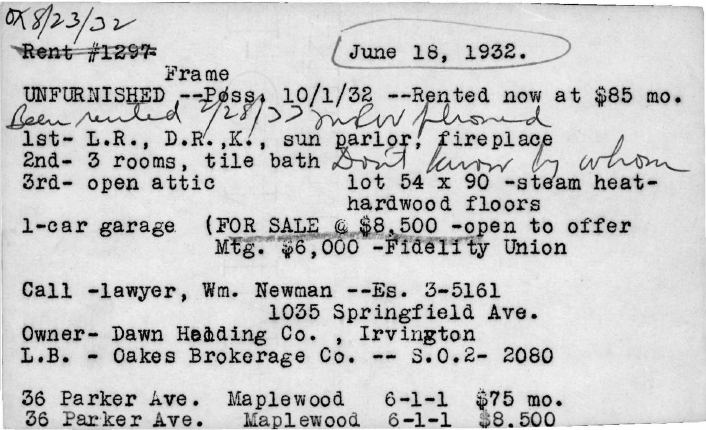 OK 8/23/32
Rent #1297 June 18, 1932.
Frame
UNFURNISHED --Poss. 10/1/32 --Rented now at $85 mo.
Been rented 2/28/33 phoned
1st- L.R., D.R.,K., sun parlor, fireplace
2nd- 3 rooms, tile bath Don't know by whom
3rd- open attic lot 54 x 90 -steam heat-
hardwood floors
1-car garage (FOR SALE @ $8,500 -open to offer
Mtg. $6,000 -Fidelity Union
Call -lawyer, Wm. Newman --Es. 3-5161
1035 Springfield Ave.
Owner- Dawn Holding Co. , Irvington
L.B. - Oakes Brokerage Co. -- S.O.2- 2080
36 Parker Ave. Maplewood 6-1-1 $75 mo.
36 Parker Ave. Maplewood 6-1-1 $8,500